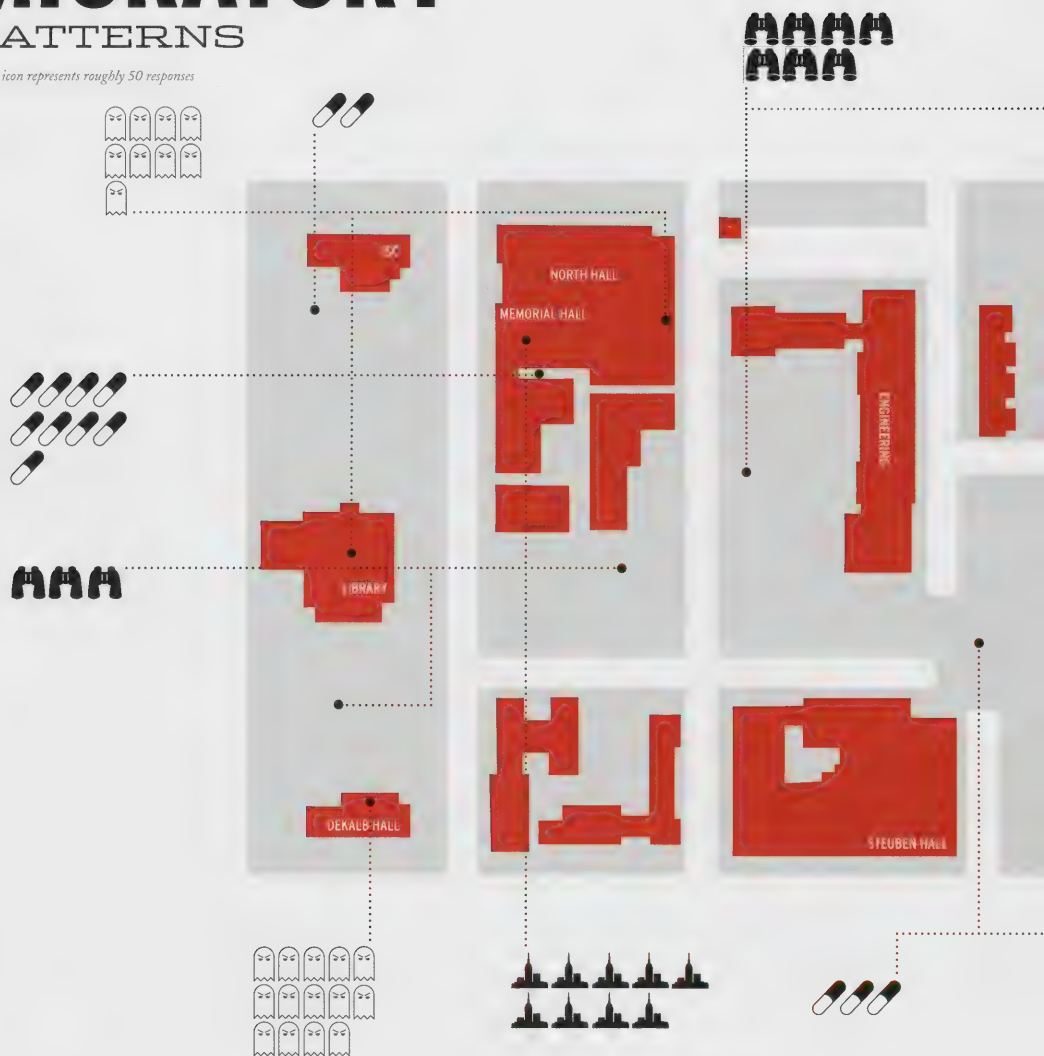 ATTERNS
icon represents roughly 50 responses
NORTH HALL
MEMORIAL HALL
ENGINEERING
LIBRARY
DEKALB HALL
STEUBEN HALL